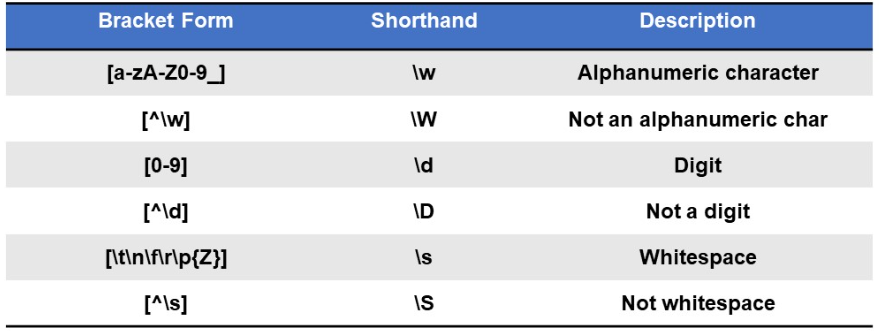 Bracket Form Shorthand Description
[a-zA-Z0-9_] \w Alphanumeric character
[^\w] \W Not an alphanumeric char
[0-9] \d Digit
[^\d] \D Not a digit
[\t\n\f\r\p{Z}] \s Whitespace
[^\s] \S Not whitespace